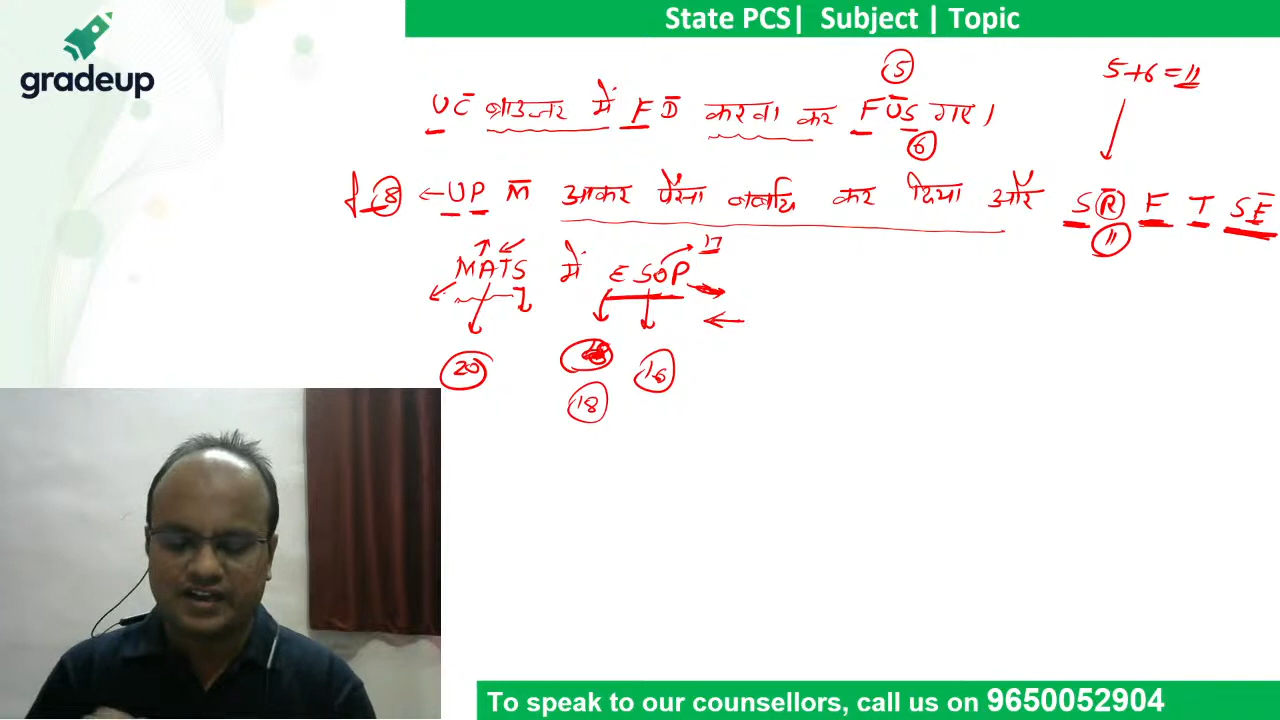 State PCS| Subject | Topic
gradeup
5
5+6=11
UC ब्राउजर में FD करवा कर FUS गए।
6
8 ←UP M आकर पैसा बर्बाद कर दिया और SR F T SE
11
17
MATS में ESOP
20 16
18
To speak to our counsellors, call us on 9650052904